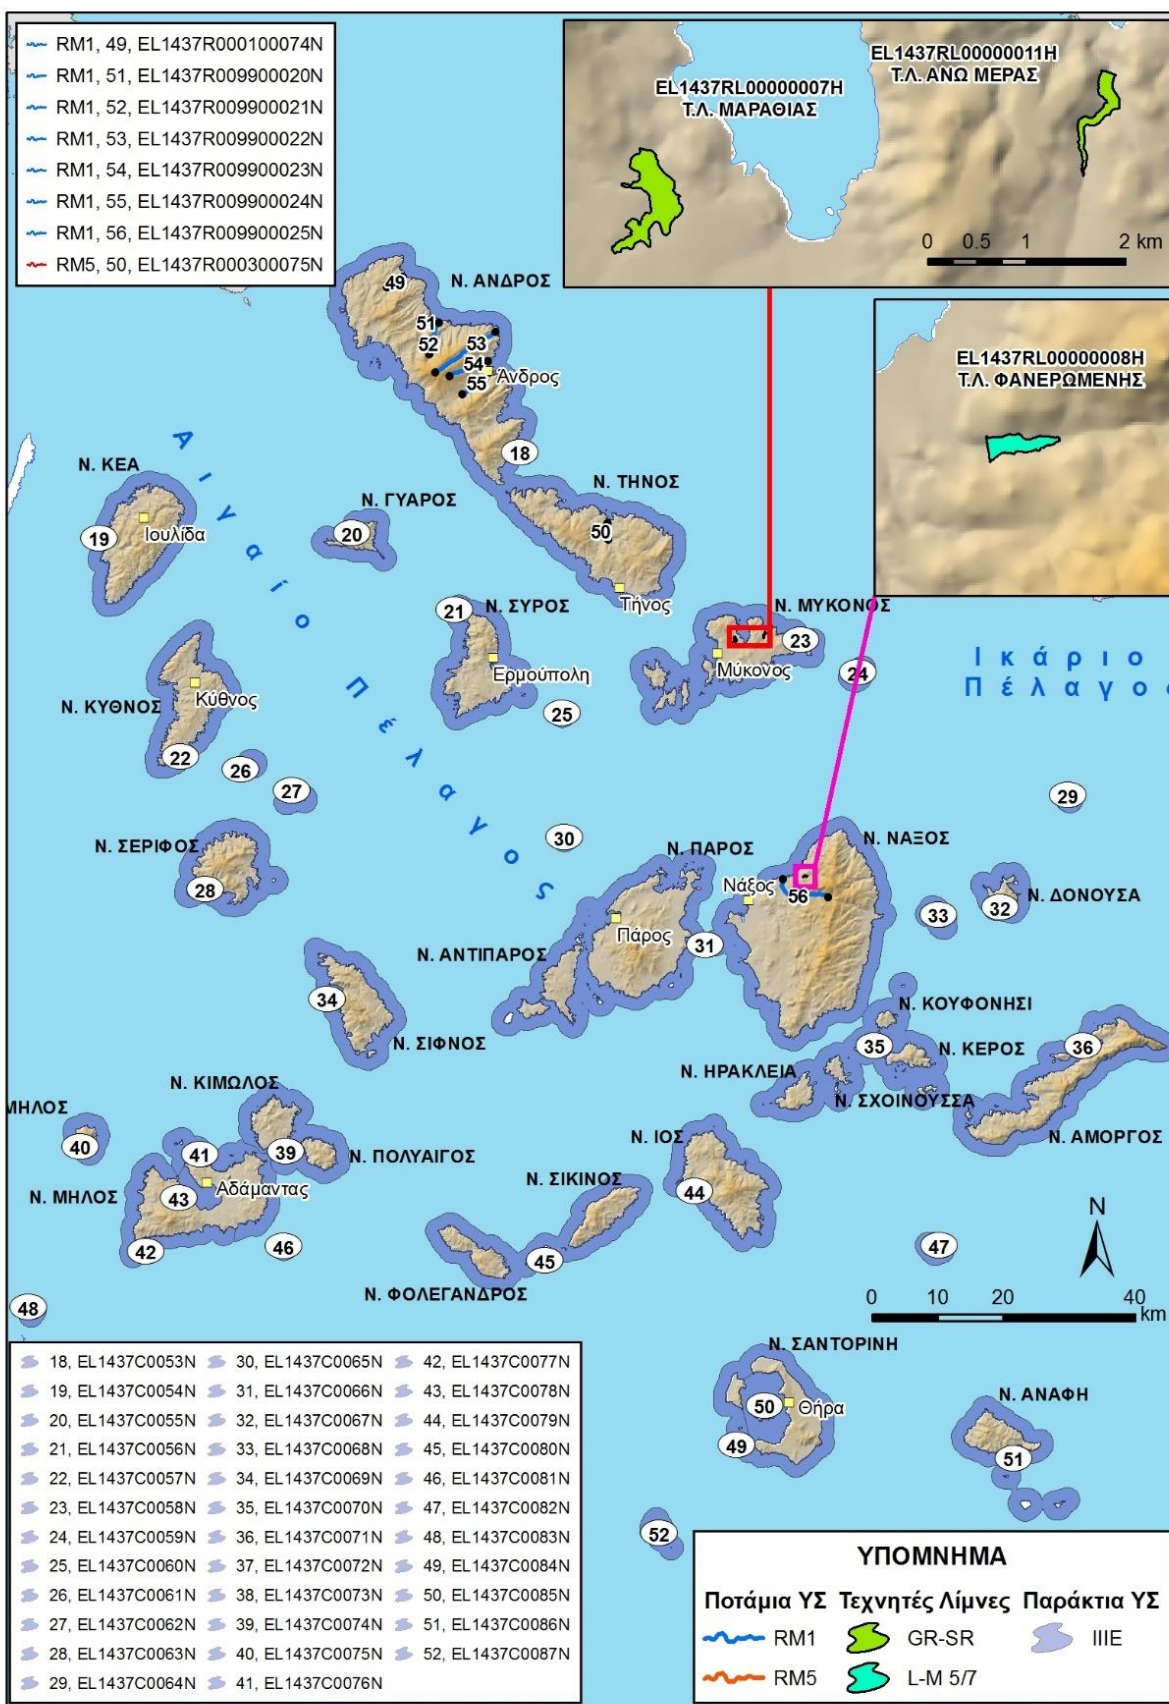 RM1, 49, EL1437R000100074N
RM1, 51, EL1437R009900020N
RM1, 52, EL1437R009900021N
RM1, 53, EL1437R009900022N
RM1, 54, EL1437R009900023N
RM1, 55, EL1437R009900024N
RM1, 56, EL1437R009900025N
RM5, 50, EL1437R000300075N
EL1437RL00000011H
Τ.Λ. ΑΝΩ ΜΕΡΑΣ
EL1437RL00000007H
Τ.Λ. ΜΑΡΑΘΙΑΣ
0 0.5 1 2 km
EL1437RL00000008H
Τ.Λ. ΦΑΝΕΡΩΜΕΝΗΣ
49
Ν. ΑΝΔΡΟΣ
51
52
53
54
55
Άνδρος
18
Αιγαίο Πέλαγος
Ν. ΚΕΑ
19
Ιουλίδα
Ν. ΓΥΑΡΟΣ
20
Ν. ΤΗΝΟΣ
50
Τήνος
21
Ν. ΣΥΡΟΣ
Ερμούπολη
Ν. ΜΥΚΟΝΟΣ
23
Μύκονος
24
Ικάριο
Πέλαγος
25
Κύθνος
Ν. ΚΥΘΝΟΣ
22
26
27
29
30
Ν. ΣΕΡΙΦΟΣ
28
Ν. ΠΑΡΟΣ
Ν. ΝΑΞΟΣ
Νάξος
56
Πάρος
31
33
32
Ν. ΔΟΝΟΥΣΑ
Ν. ΑΝΤΙΠΑΡΟΣ
34
Ν. ΣΙΦΝΟΣ
Ν. ΚΟΥΦΟΝΗΣΙ
35
Ν. ΚΕΡΟΣ
36
Ν. ΗΡΑΚΛΕΙΑ
Ν. ΣΧΟΙΝΟΥΣΣΑ
Ν. ΑΜΟΡΓΟΣ
Ν. ΚΙΜΩΛΟΣ
ΜΗΛΟΣ
40
41
39
Ν. ΠΟΛΥΑΙΓΟΣ
Ν. ΜΗΛΟΣ
43
Αδάμαντας
42
46
Ν. ΙΟΣ
44
Ν. ΣΙΚΙΝΟΣ
45
Ν. ΦΟΛΕΓΑΝΔΡΟΣ
47
48
N
0 10 20 40
km
Ν. ΣΑΝΤΟΡΙΝΗ
50
Θήρα
49
Ν. ΑΝΑΦΗ
51
52
18, EL1437C0053N
19, EL1437C0054N
20, EL1437C0055N
21, EL1437C0056N
22, EL1437C0057N
23, EL1437C0058N
24, EL1437C0059N
25, EL1437C0060N
26, EL1437C0061N
27, EL1437C0062N
28, EL1437C0063N
29, EL1437C0064N
30, EL1437C0065N
31, EL1437C0066N
32, EL1437C0067N
33, EL1437C0068N
34, EL1437C0069N
35, EL1437C0070N
36, EL1437C0071N
37, EL1437C0072N
38, EL1437C0073N
39, EL1437C0074N
40, EL1437C0075N
41, EL1437C0076N
42, EL1437C0077N
43, EL1437C0078N
44, EL1437C0079N
45, EL1437C0080N
46, EL1437C0081N
47, EL1437C0082N
48, EL1437C0083N
49, EL1437C0084N
50, EL1437C0085N
51, EL1437C0086N
52, EL1437C0087N
ΥΠΟΜΝΗΜΑ
Ποτάμια ΥΣ Τεχνητές Λίμνες Παράκτια ΥΣ
RM1 GR-SR IIIE
RM5 L-M 5/7